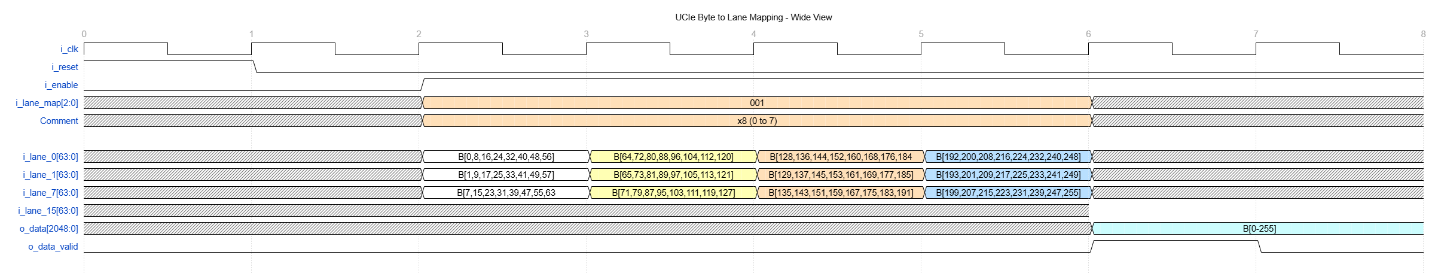 UCIe Byte to Lane Mapping - Wide View
0 1 2 3 4 5 6 7 8
i_clk
i_reset
i_enable
i_lane_map[2:0] 001
Comment x8 (0 to 7)
i_lane_0[63:0] B[0,8,16,24,32,40,48,56] B[64,72,80,88,96,104,112,120] B[128,136,144,152,160,168,176,184 B[192,200,208,216,224,232,240,248]
i_lane_1[63:0] B[1,9,17,25,33,41,49,57] B[65,73,81,89,97,105,113,121] B[129,137,145,153,161,169,177,185] B[193,201,209,217,225,233,241,249]
i_lane_7[63:0] B[7,15,23,31,39,47,55,63 B[71,79,87,95,103,111,119,127] B[135,143,151,159,167,175,183,191] B[199,207,215,223,231,239,247,255]
i_lane_15[63:0]
o_data[2048:0] B[0-255]
o_data_valid